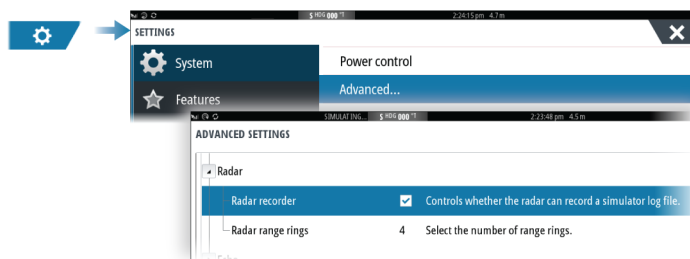 S HDG 000 °T 2:24:15 pm 4.7 m
SETTINGS
System
Power control
Advanced...
Features
SIMULATING... S HDG 000 °T 2:23:48 pm 4.5 m
ADVANCED SETTINGS
Radar
Radar recorder Controls whether the radar can record a simulator log file.
Radar range rings 4 Select the number of range rings.